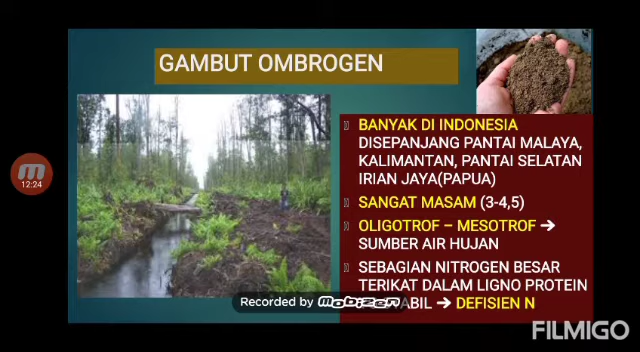 GAMBUT OMBROGEN
BANYAK DI INDONESIA
DISEPANJANG PANTAI MALAYA,
KALIMANTAN, PANTAI SELATAN
IRIAN JAYA(PAPUA)
SANGAT MASAM (3-4,5)
OLIGOTROF – MESOTROF ➔
SUMBER AIR HUJAN
SEBAGIAN NITROGEN BESAR
TERIKAT DALAM LIGNO PROTEIN
ABIL ➔ DEFISIEN N
12:24
Recorded by mobizen
FILMIGO